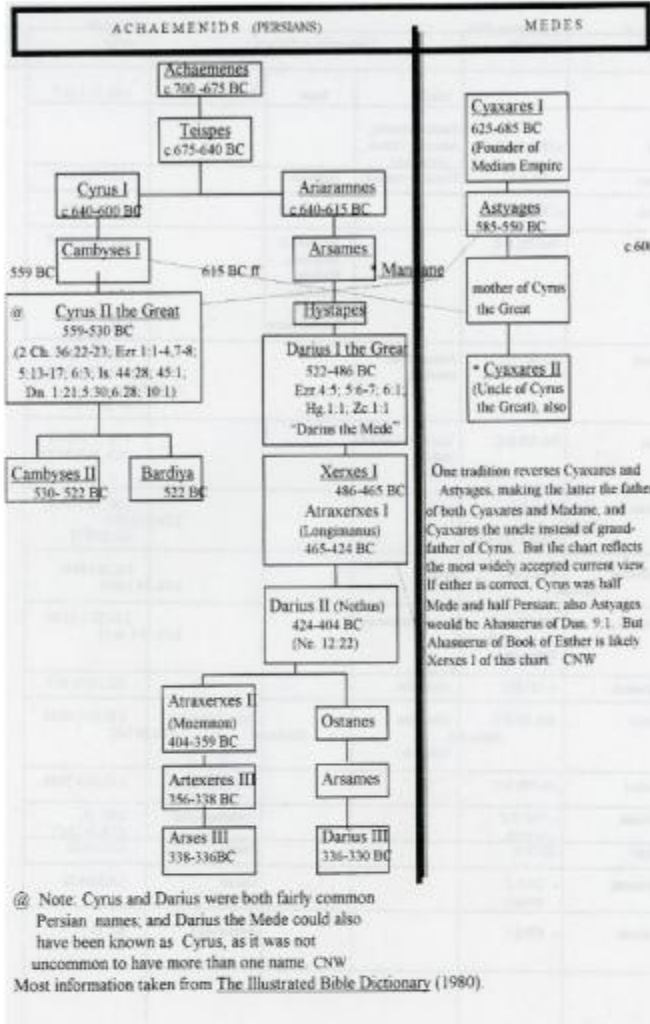 ACHAEMENIDS (PERSIANS)
MEDES
Achaemenes
c.700 -675 BC
Teispes
c.675-640 BC
Cyrus I
c.640-600 BC
Ariaramnes
c.640-615 BC
Cambyses I
559 BC
Arsames
615 BC ff
* Mandane
@ Cyrus II the Great
559-530 BC
(2 Ch. 36:22-23; Ezr 1:1-4,7-8;
5:13-17; 6:3; Is. 44:28; 45:1;
Dn. 1:21;5:30;6:28; 10:1)
Hystapes
Darius I the Great
522-486 BC
Ezr 4:5; 5:6-7; 6:1;
Hg.1:1; Zc.1:1
"Darius the Mede"
Cambyses II
530- 522 BC
Bardiya
522 BC
Xerxes I
486-465 BC
Atraxerxes I
(Longimanus)
465-424 BC
Darius II (Nothus)
424-404 BC
(Ne. 12:22)
Atraxerxes II
(Mnemnon)
404-359 BC
Ostanes
Artexeres III
356-338 BC
Arsames
Arses III
338-336BC
Darius III
336-330 BC
Cyaxares I
625-685 BC
(Founder of
Median Empire
Astyages
585-550 BC
c.600
mother of Cyrus
the Great
* Cyaxares II
(Uncle of Cyrus
the Great), also
One tradition reverses Cyaxares and
Astyages, making the latter the father
of both Cyaxares and Madane, and
Cyaxares the uncle instead of grand-
father of Cyrus. But the chart reflects
the most widely accepted current view.
If either is correct, Cyrus was half
Mede and half Persian; also Astyages
would be Ahasuerus of Dan. 9:1. But
Ahasuerus of Book of Esther is likely
Xerxes I of this chart. CNW
@ Note: Cyrus and Darius were both fairly common
Persian names; and Darius the Mede could also
have been known as Cyrus, as it was not
uncommon to have more than one name. CNW
Most information taken from The Illustrated Bible Dictionary (1980).